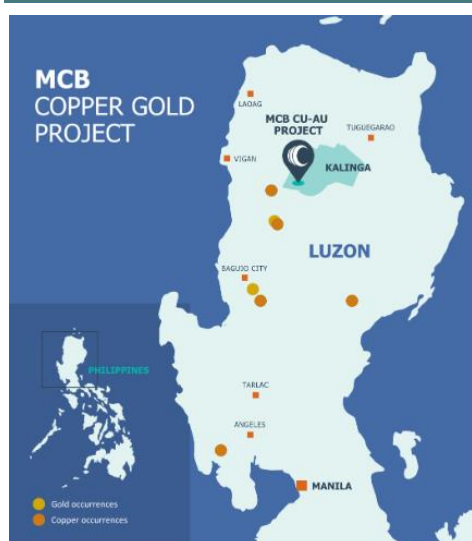 MCB
COPPER GOLD
PROJECT
LAOAG
MCB CU-AU
PROJECT
TUGUEGARAO
VIGAN
KALINGA
LUZON
BAGUIO CITY
PHILIPPINES
TARLAC
ANGELES
MANILA
Gold occurrences
Copper occurrences